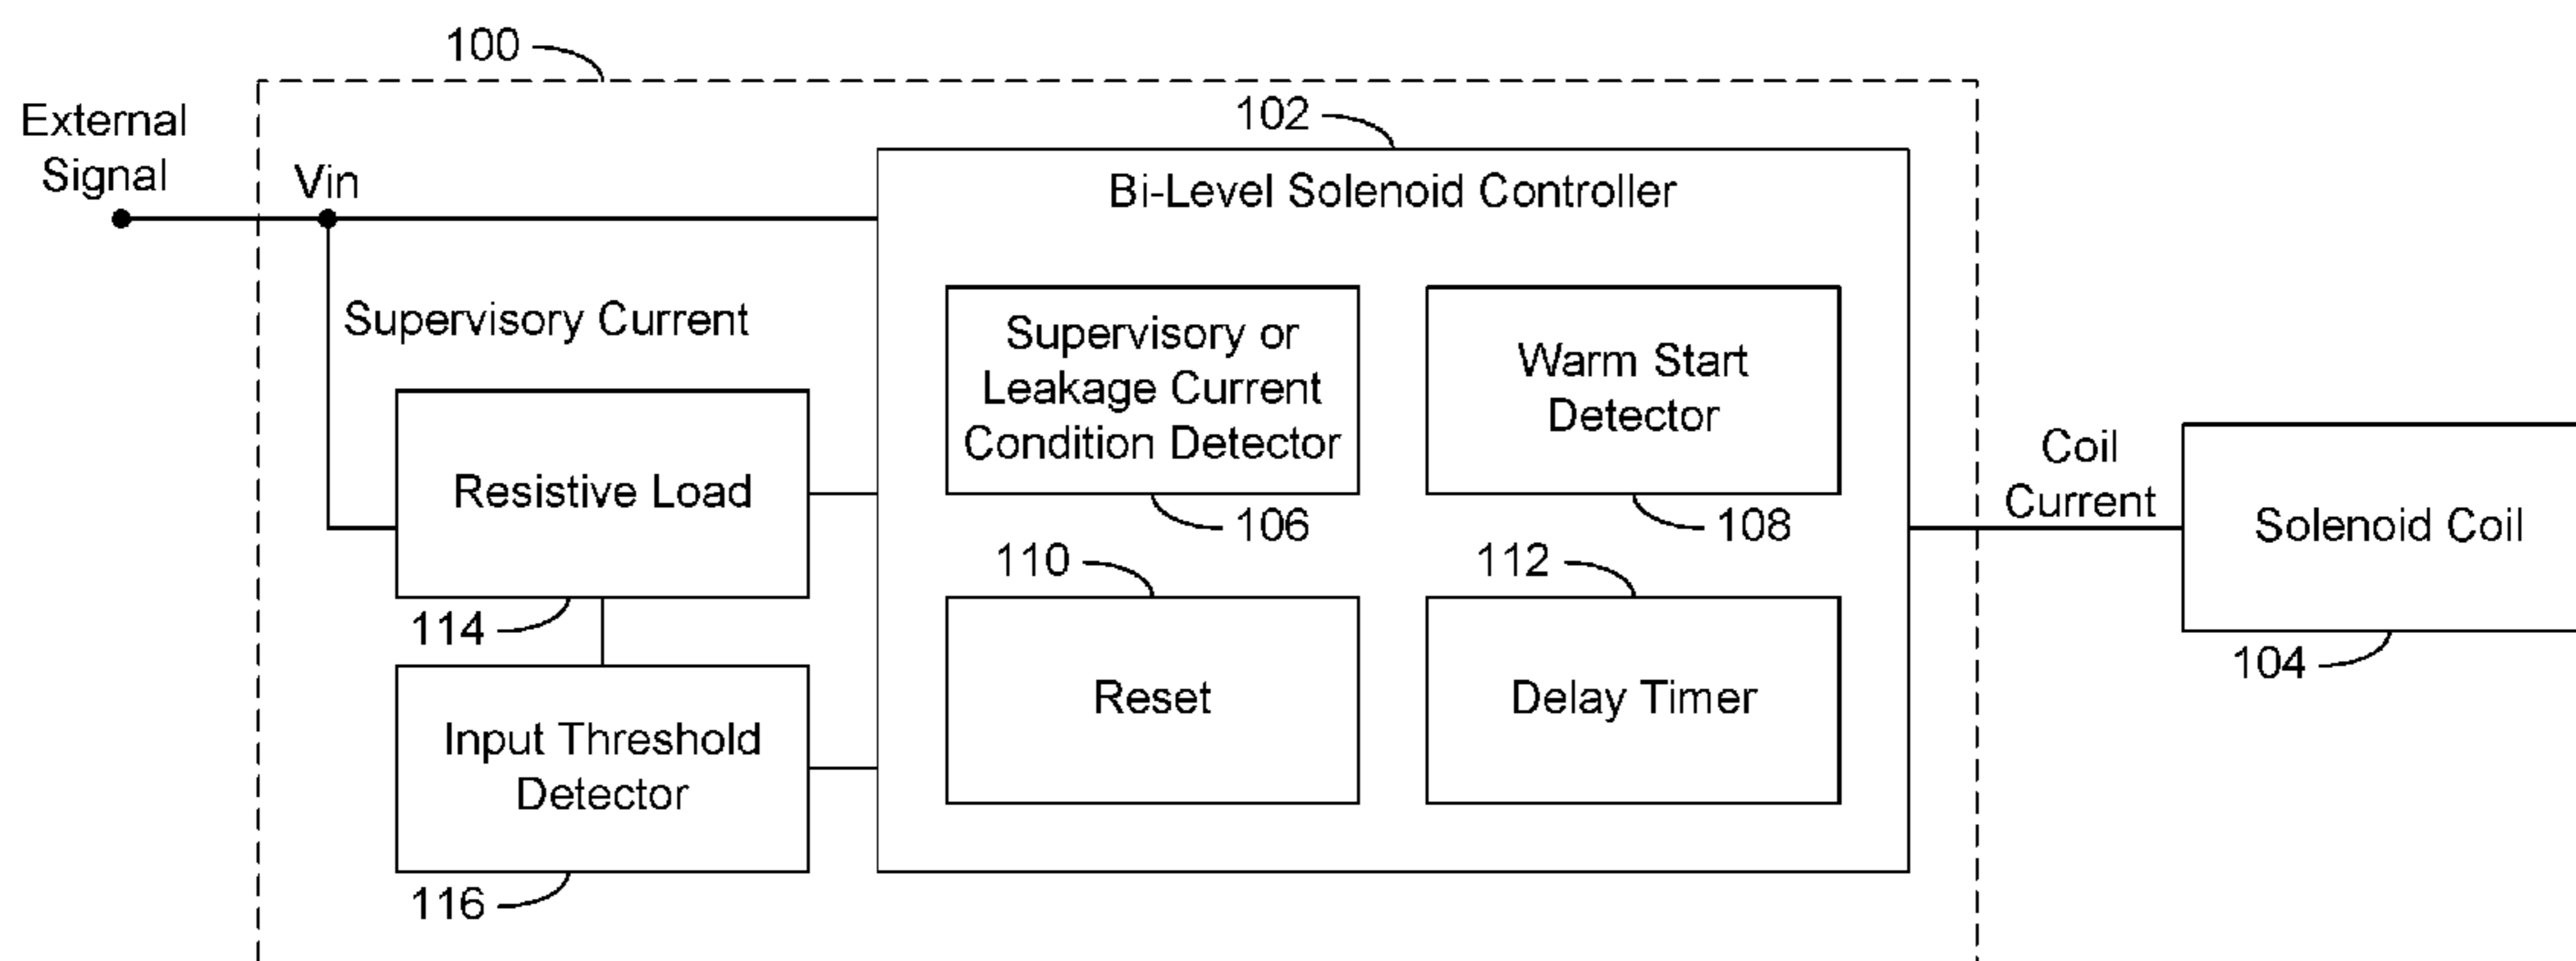 100
External
Signal
Vin
102
Bi-Level Solenoid Controller
Supervisory Current
Supervisory or
Leakage Current
Condition Detector
106
Warm Start
Detector
108
Resistive Load
114
110
Reset
112
Delay Timer
Input Threshold
Detector
116
Coil
Current
Solenoid Coil
104